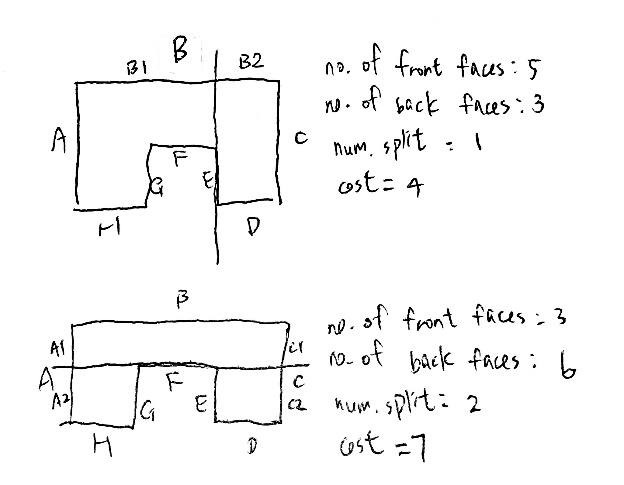 B
B1 B2
A
C
F
G E
H1 D
no. of front faces: 5
no. of back faces: 3
num. split = 1
cost = 4
B
A1 C1
A F C
A2 G E C2
H D
no. of front faces = 3
no. of back faces: 6
num. split = 2
cost = 7